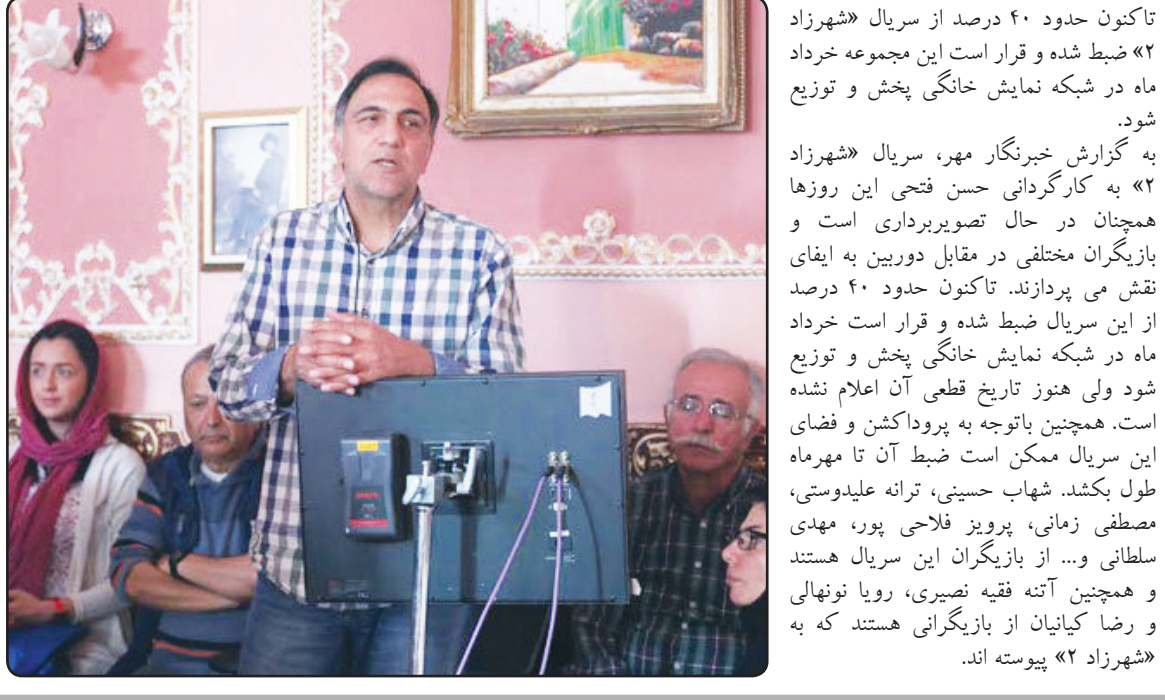 تاکنون حدود ۴۰ درصد از سریال «شهرزاد
۲» ضبط شده و قرار است این مجموعه خرداد
ماه در شبکه نمایش خانگی پخش و توزیع
شود.
به گزارش خبرنگار مهر، سریال «شهرزاد
۲» به کارگردانی حسن فتحی این روزها
همچنان در حال تصویربرداری است و
بازیگران مختلفی در مقابل دوربین به ایفای
نقش می پردازند. تاکنون حدود ۴۰ درصد
از این سریال ضبط شده و قرار است خرداد
ماه در شبکه نمایش خانگی پخش و توزیع
شود ولی هنوز تاریخ قطعی آن اعلام نشده
است. همچنین باتوجه به پروداکشن و فضای
این سریال ممکن است ضبط آن تا مهرماه
طول بکشد. شهاب حسینی، ترانه علیدوستی،
مصطفی زمانی، پرویز فلاحی پور، مهدی
سلطانی و... از بازیگران این سریال هستند
و همچنین آتنه فقیه نصیری، رویا نونهالی
و رضا کیانیان از بازیگرانی هستند که به
«شهرزاد ۲» پیوسته اند.